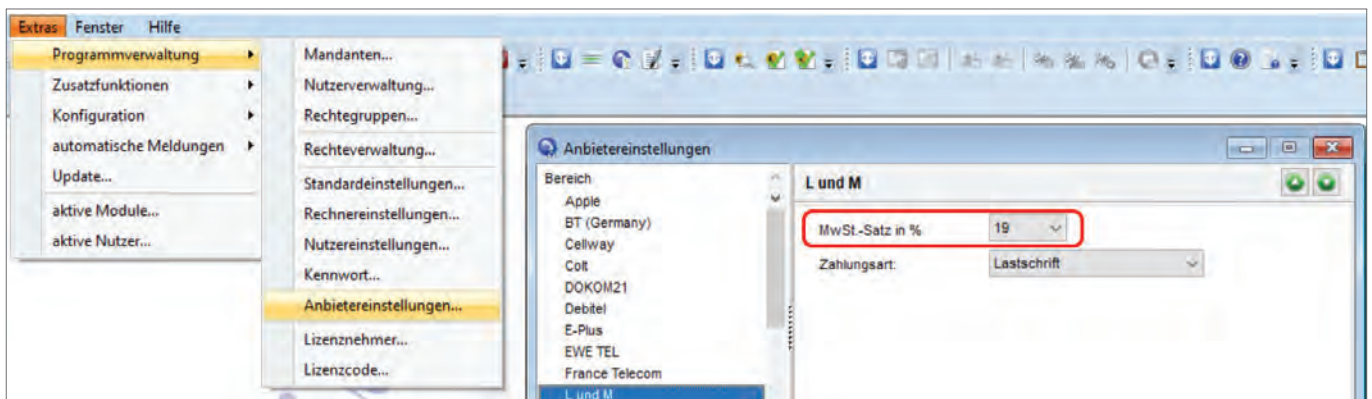 Extras Fenster Hilfe
Programmverwaltung
Zusatzfunktionen
Konfiguration
automatische Meldungen
Update...
aktive Module...
aktive Nutzer...
Mandanten...
Nutzerverwaltung...
Rechtegruppen...
Rechteverwaltung...
Standardeinstellungen...
Rechnereinstellungen...
Nutzereinstellungen...
Kennwort...
Anbietereinstellungen...
Lizenznehmer...
Lizenzcode...
Anbietereinstellungen
Bereich
Apple
BT (Germany)
Cellway
Colt
DOKOM21
Debitel
E-Plus
EWE TEL
France Telecom
L und M
L und M
MwSt.-Satz in % 19
Zahlungsart: Lastschrift